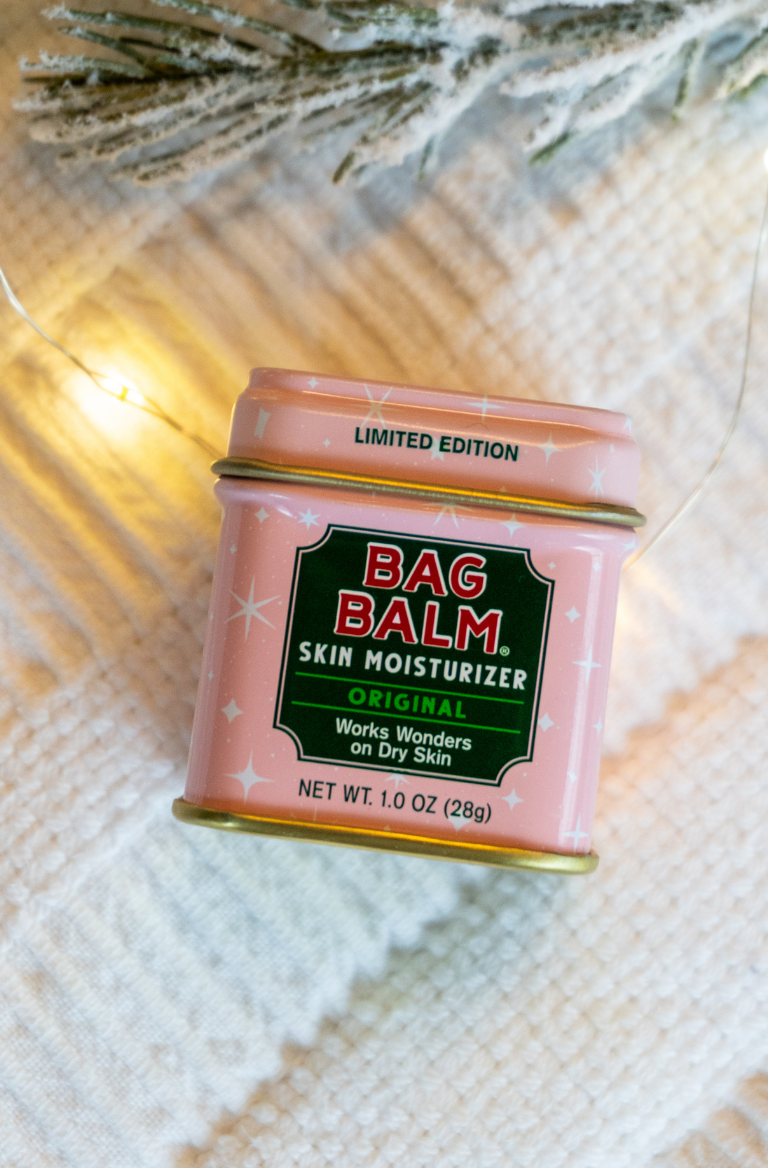 LIMITED EDITION
BAG
BALM®
SKIN MOISTURIZER
ORIGINAL
Works Wonders
on Dry Skin
NET WT. 1.0 OZ (28g)